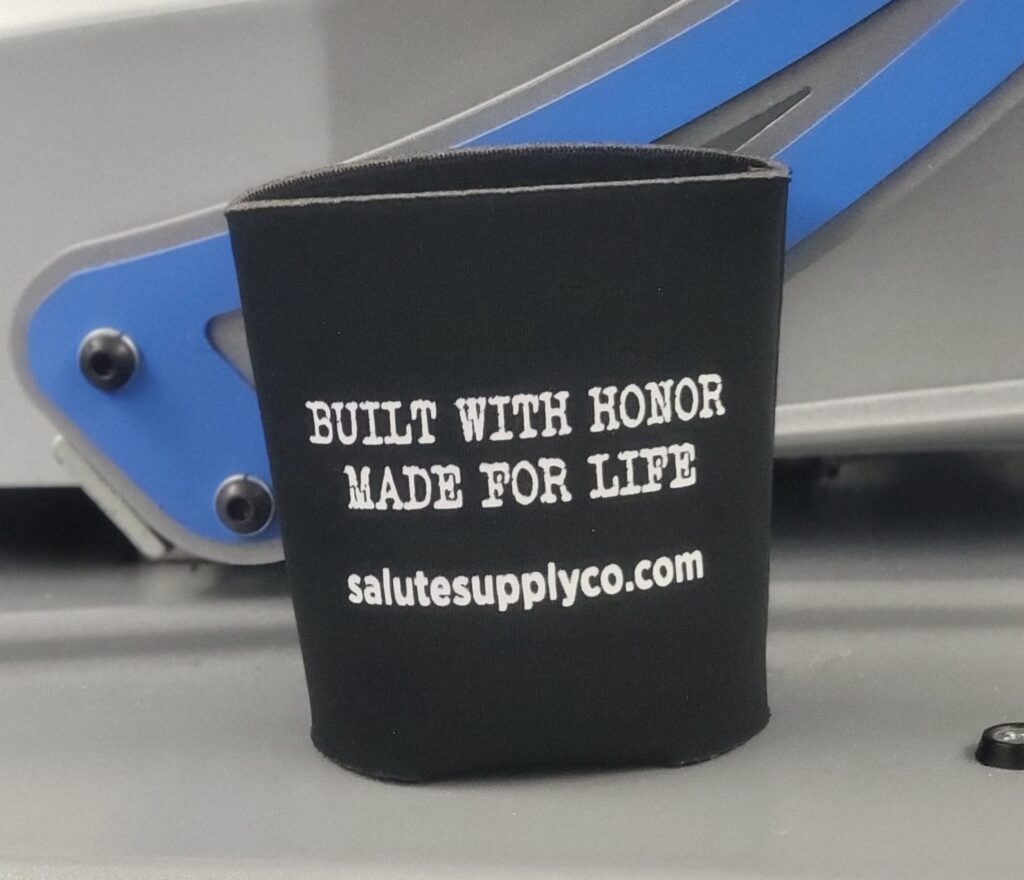 BUILT WITH HONOR
MADE FOR LIFE
salutesupplyco.com